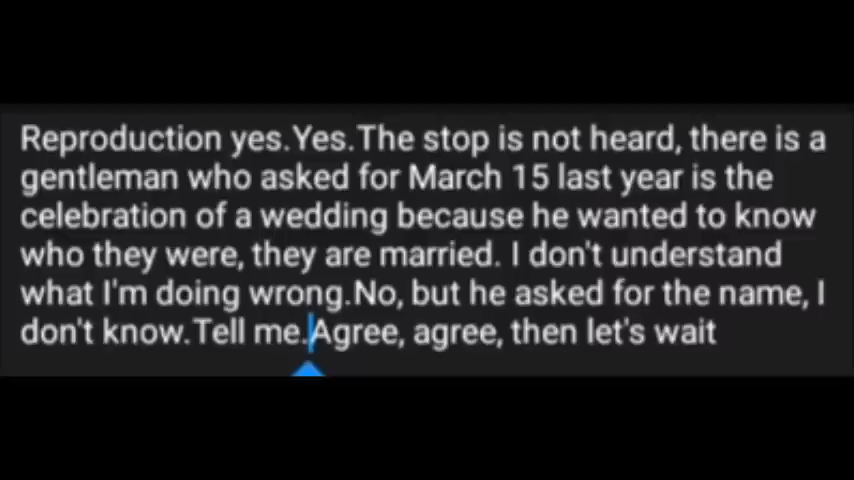 Reproduction yes.Yes.The stop is not heard, there is a
gentleman who asked for March 15 last year is the
celebration of a wedding because he wanted to know
who they were, they are married. I don't understand
what I'm doing wrong.No, but he asked for the name, I
don't know.Tell me.Agree, agree, then let's wait